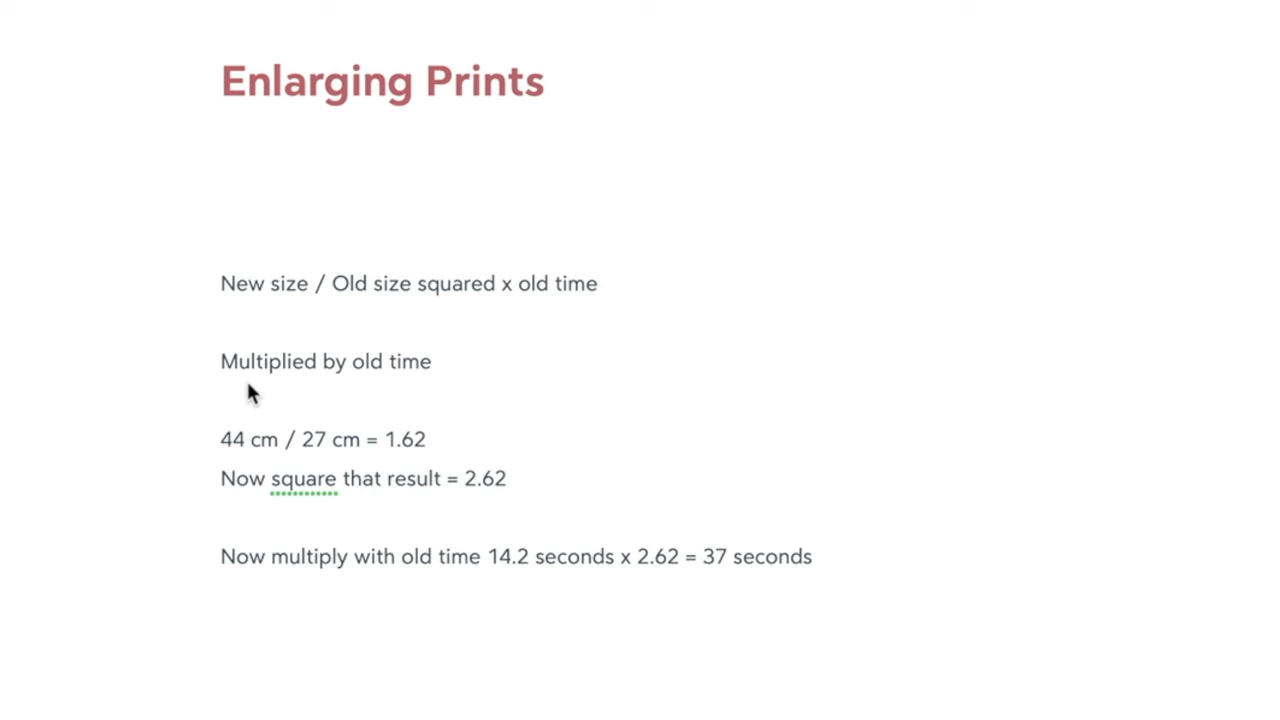 Enlarging Prints
New size / Old size squared x old time
Multiplied by old time
44 cm / 27 cm = 1.62
Now square that result = 2.62
Now multiply with old time 14.2 seconds x 2.62 = 37 seconds